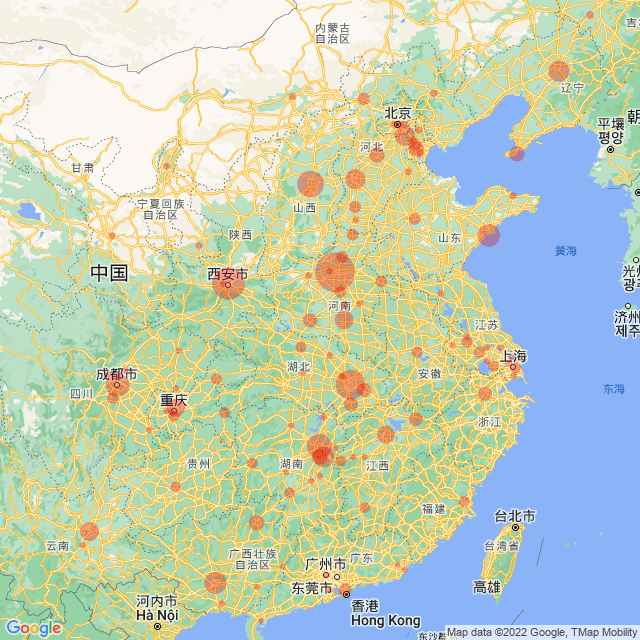 内蒙古
自治区
吉
辽宁
北京
朝
平壤
평양
河北
甘肃
宁夏回族
自治区
山西
陕西
山东
黄海
中国
西安市
光州
광주
河南
济州
제주
江苏
上海
湖北
安徽
成都市
四川
重庆
东海
浙江
贵州
湖南
江西
福建
台北市
云南
台湾省
广西壮族
自治区
广州市
广东
东莞市
高雄
河内市
Hà Nội
香港
Hong Kong
东沙群
Google
Map data ©2022 Google, TMap Mobility